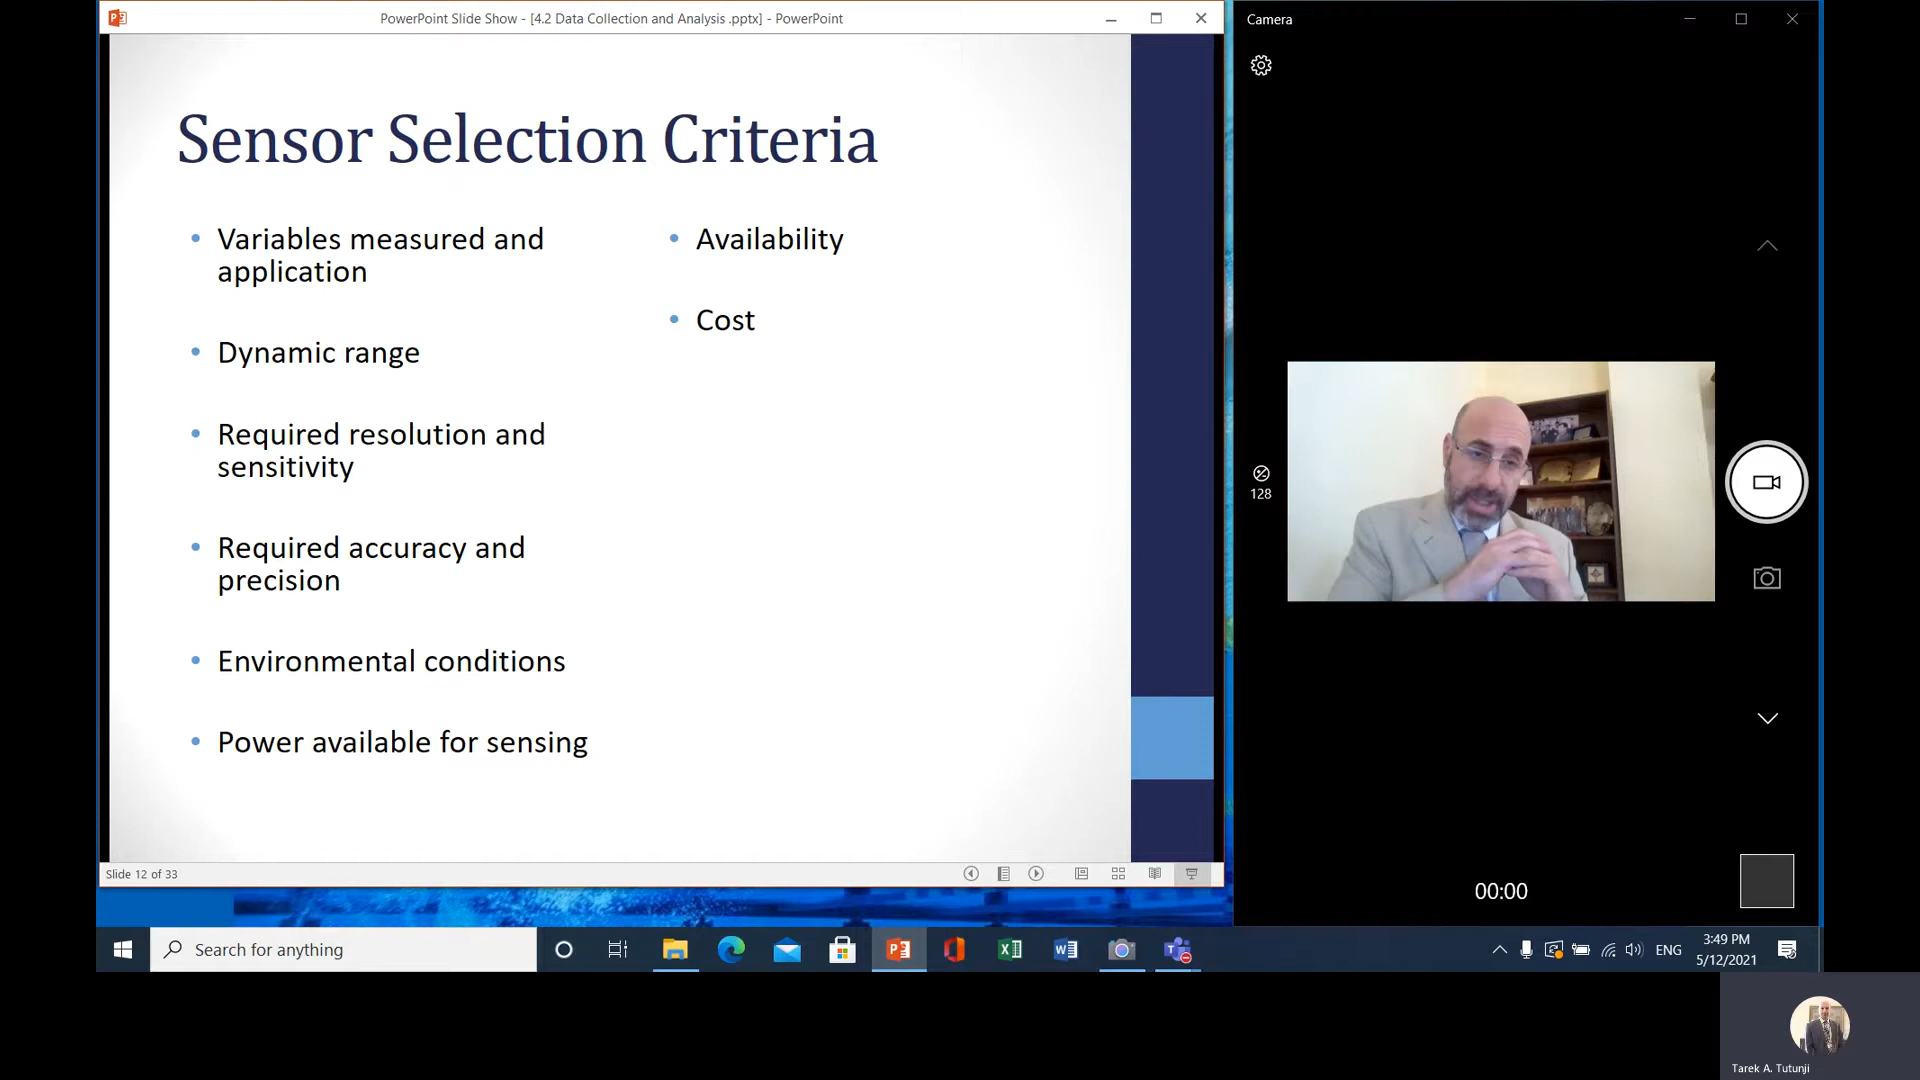 PowerPoint Slide Show - [4.2 Data Collection and Analysis .pptx] - PowerPoint
Camera
Sensor Selection Criteria
• Variables measured and
application
• Dynamic range
• Required resolution and
sensitivity
• Required accuracy and
precision
• Environmental conditions
• Power available for sensing
• Availability
• Cost
128
00:00
Slide 12 of 33
Search for anything
ENG
3:49 PM
5/12/2021
Tarek A. Tutunji